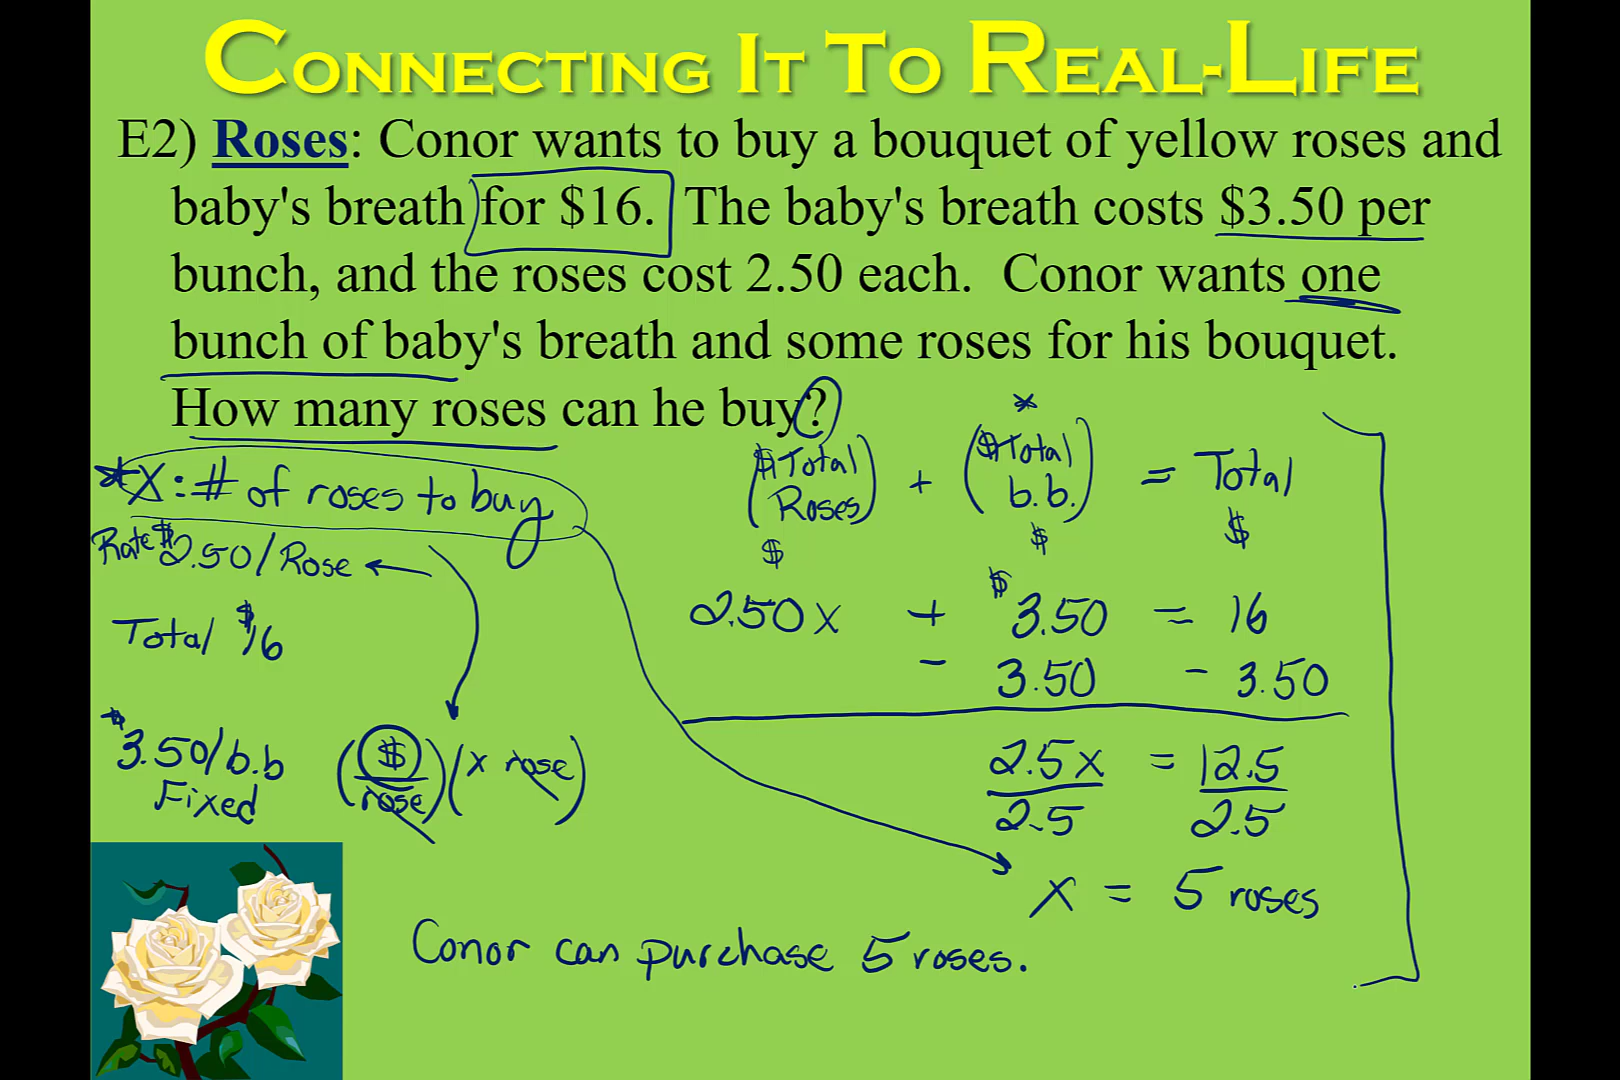 CONNECTING IT TO REAL-LIFE
E2) Roses: Conor wants to buy a bouquet of yellow roses and
baby's breath for $16. The baby's breath costs $3.50 per
bunch, and the roses cost 2.50 each. Conor wants one
bunch of baby's breath and some roses for his bouquet.
How many roses can he buy?
*X : # of roses to buy
Rate $2.50/Rose
Total $16
$3.50/b.b
Fixed
($/rose)(x rose)
*
($Total Roses) + ($Total b.b.) = Total
$ $ $
2.50x + $3.50 = 16
- 3.50 - 3.50
2.5x = 12.5
2.5 2.5
x = 5 roses
Conor can purchase 5 roses.